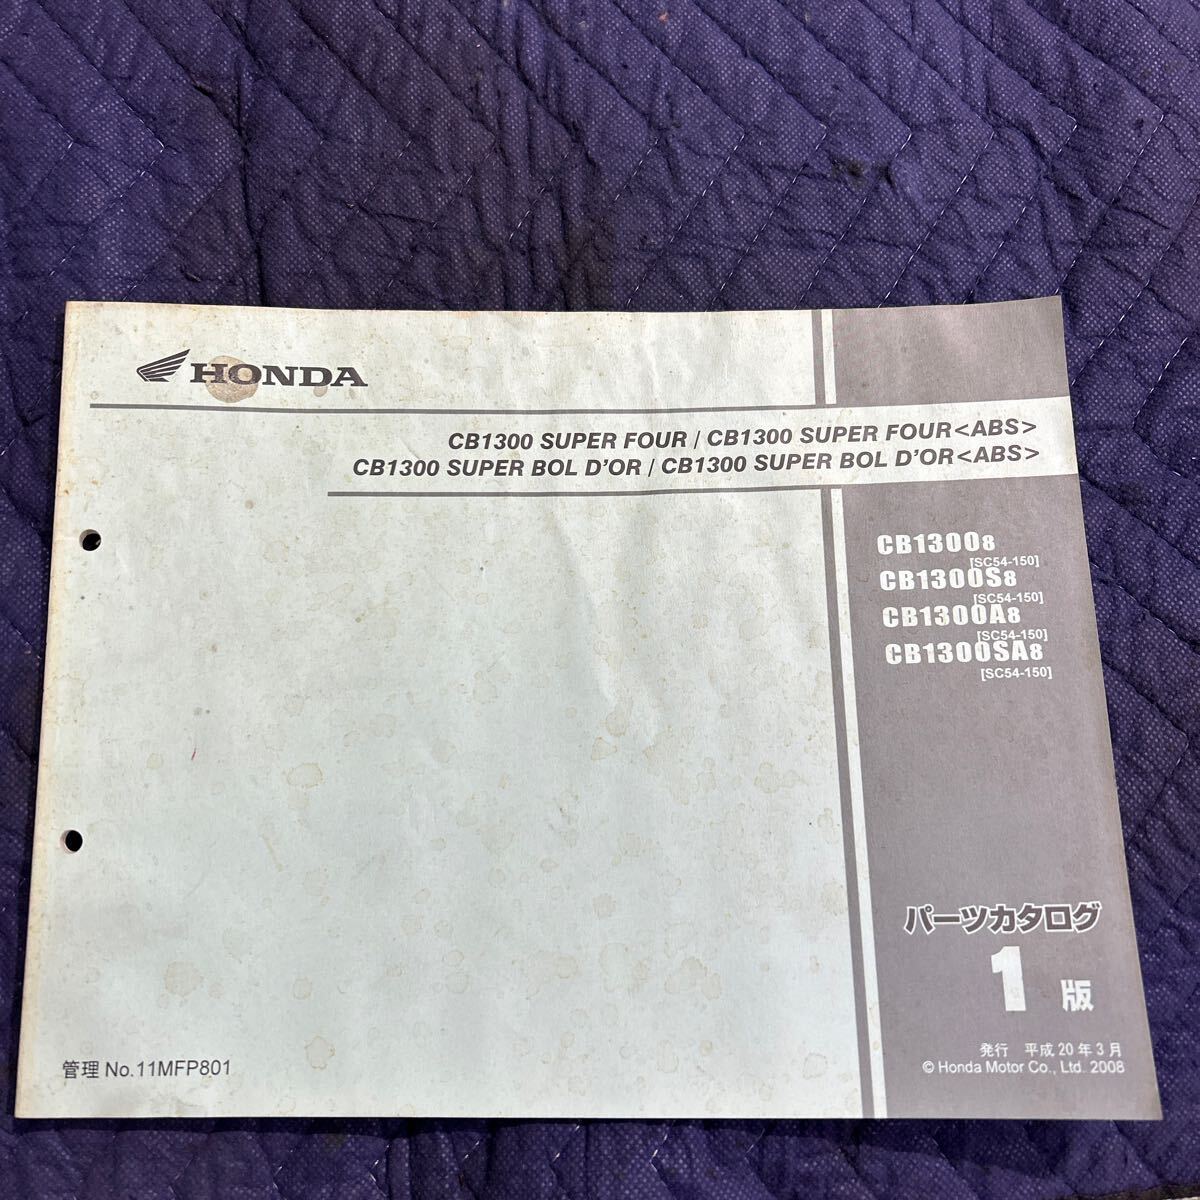 HONDA
CB1300 SUPER FOUR / CB1300 SUPER FOUR<ABS>
CB1300 SUPER BOL D'OR / CB1300 SUPER BOL D'OR<ABS>
CB13008
[SC54-150]
CB1300S8
[SC54-150]
CB1300A8
[SC54-150]
CB1300SA8
[SC54-150]
パーツカタログ
1版
発行 平成20年3月
© Honda Motor Co., Ltd. 2008
管理 No.11MFP801